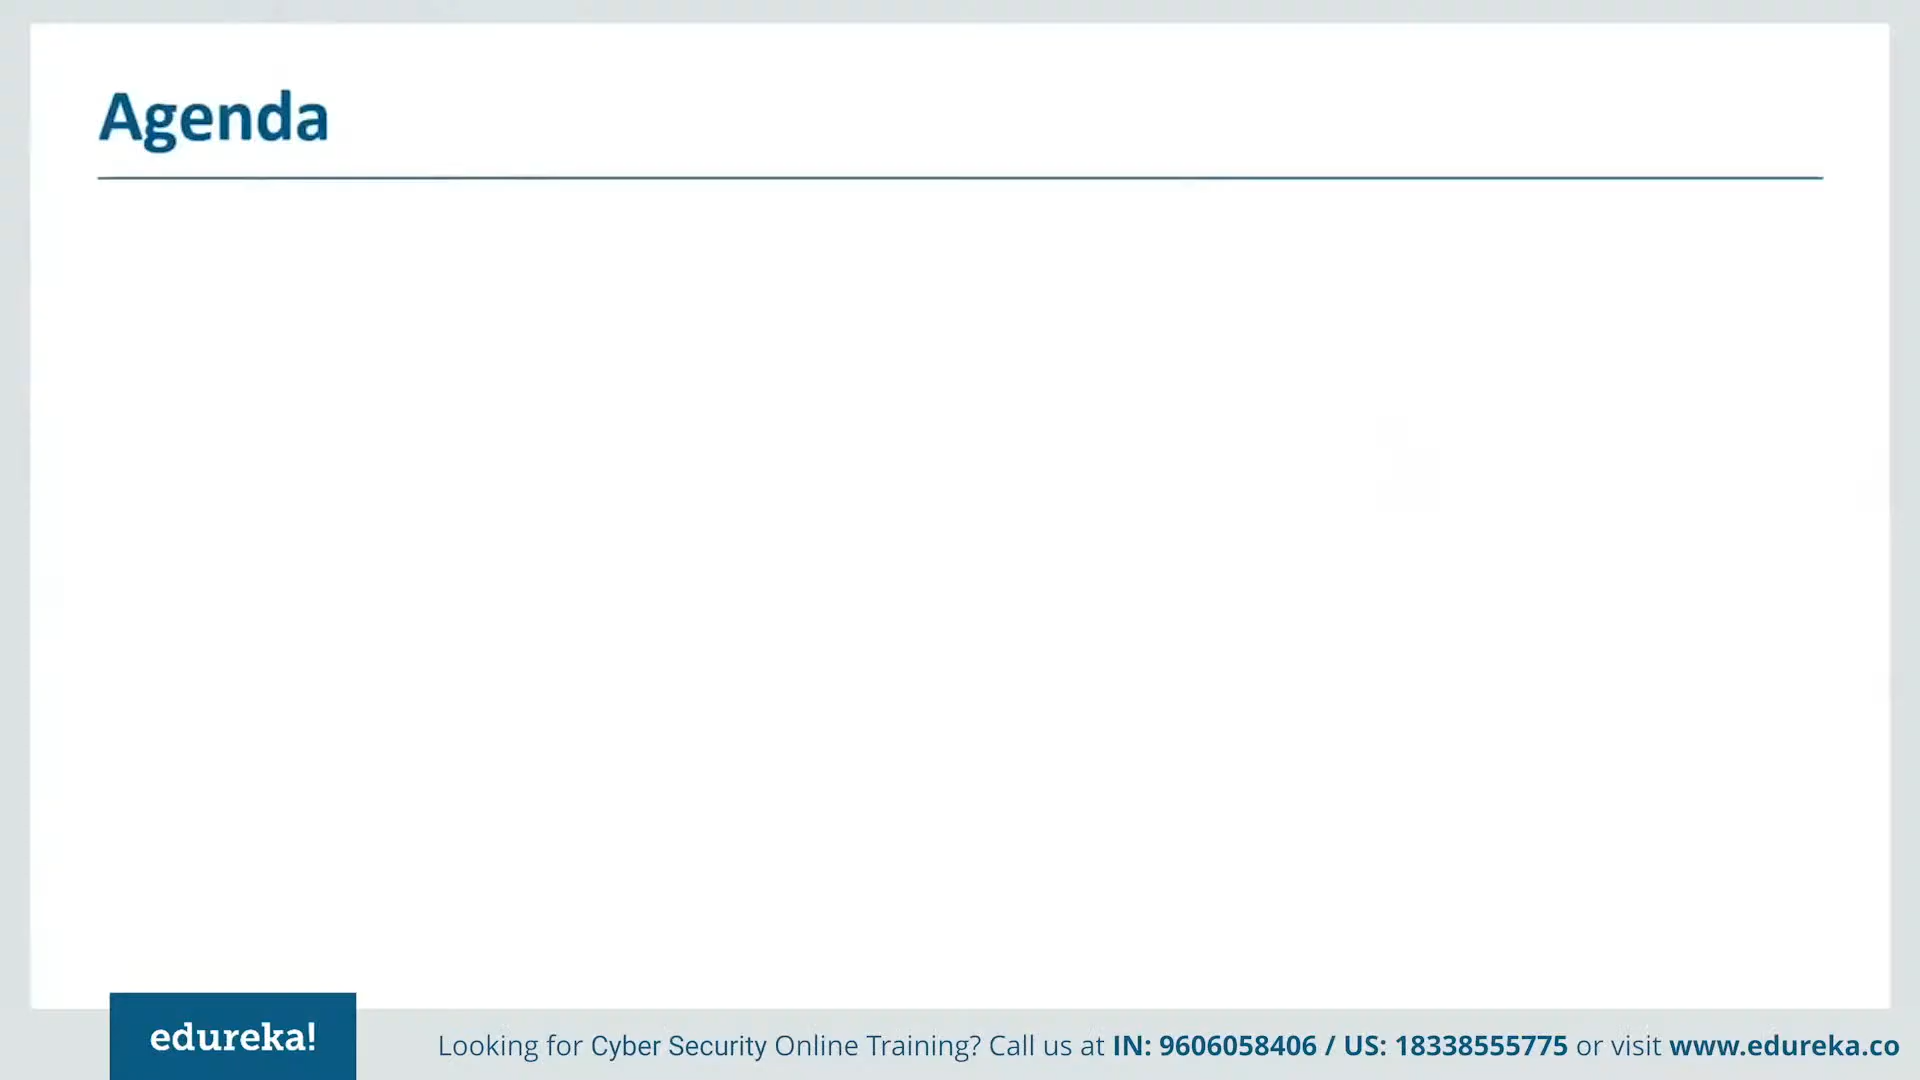 Agenda
edureka!
Looking for Cyber Security Online Training? Call us at IN: 9606058406 / US: 18338555775 or visit www.edureka.co